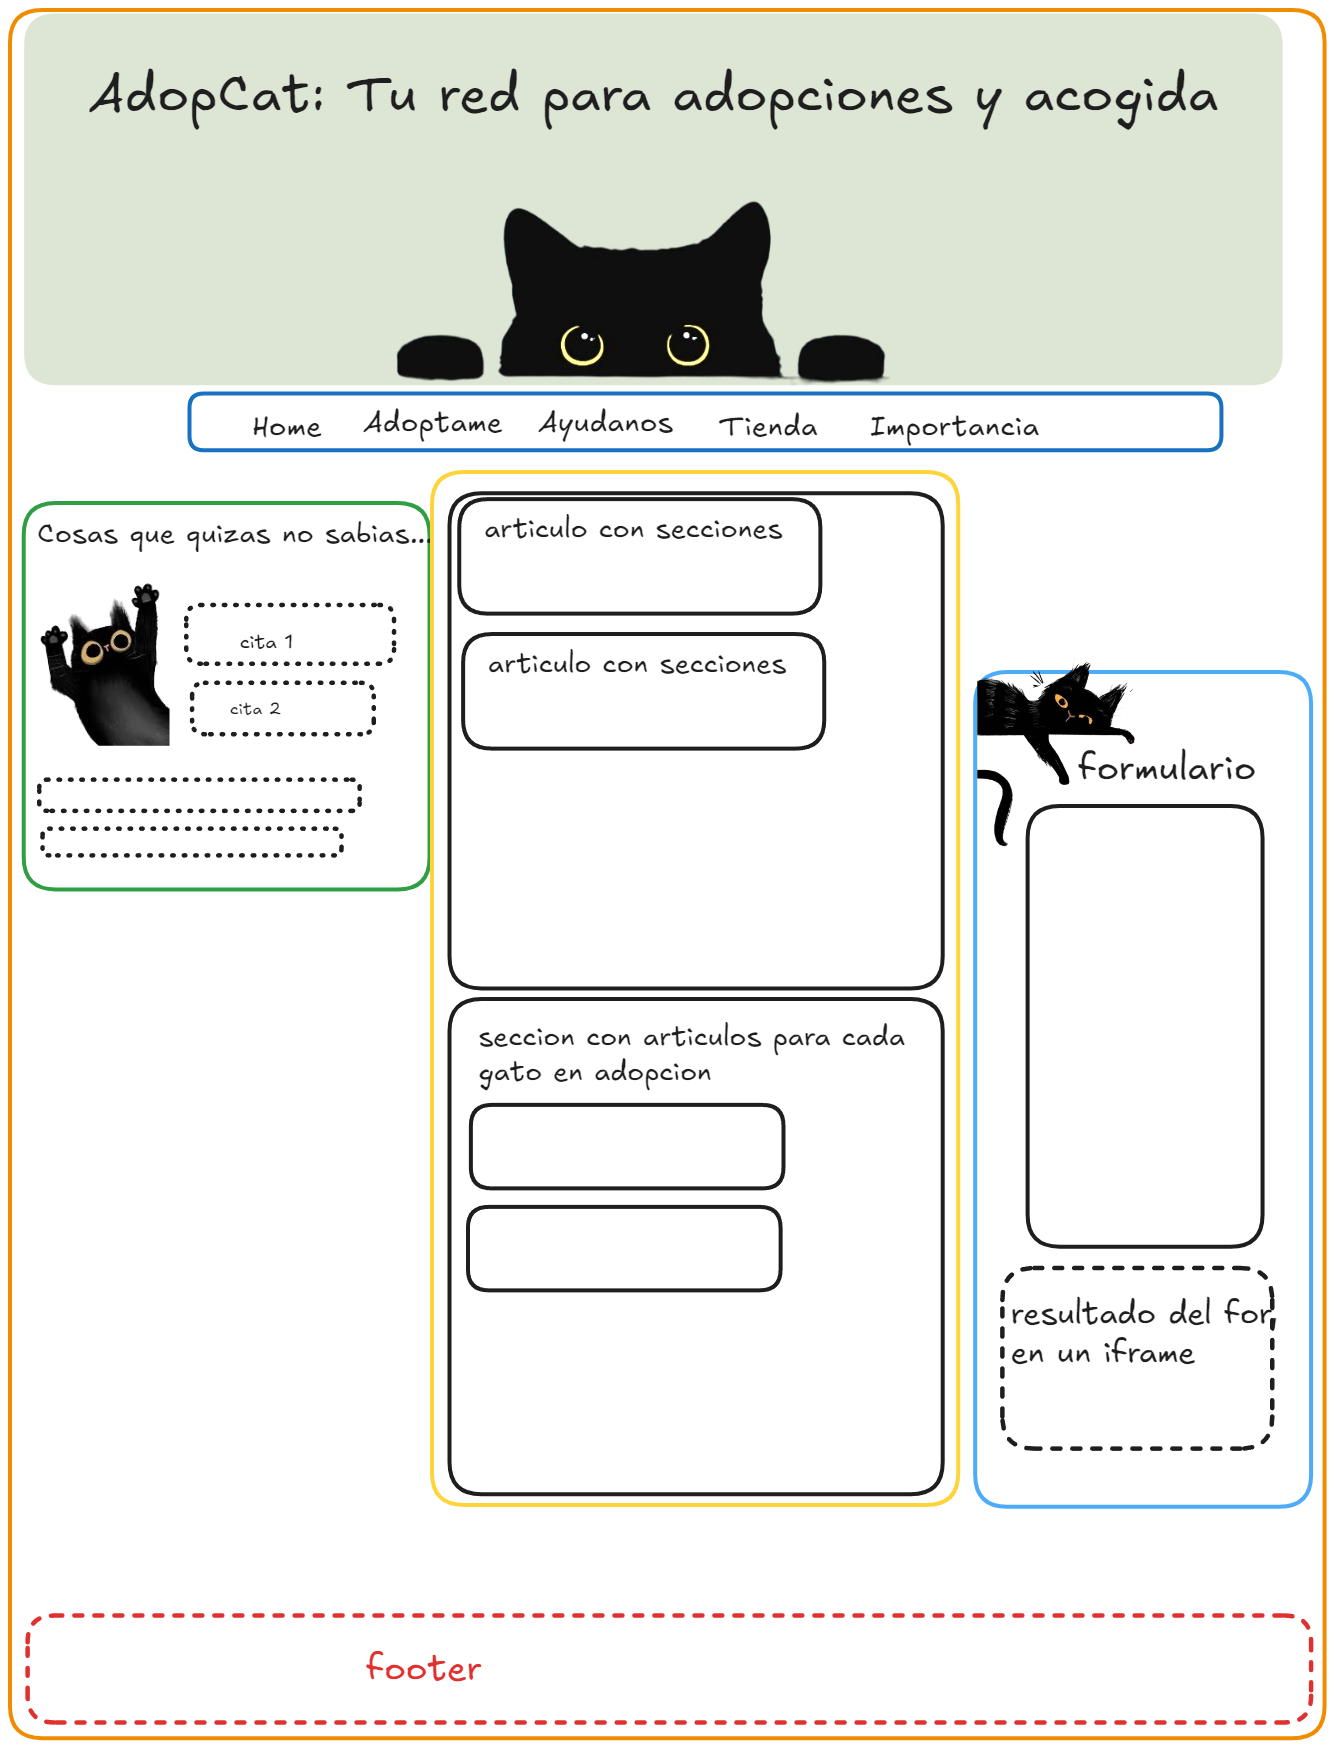 AdopCat: Tu red para adopciones y acogida
Home Adoptame Ayudanos Tienda Importancia
Cosas que quizas no sabias...
cita 1
cita 2
articulo con secciones
articulo con secciones
seccion con articulos para cada
gato en adopcion
formulario
resultado del for
en un iframe
footer